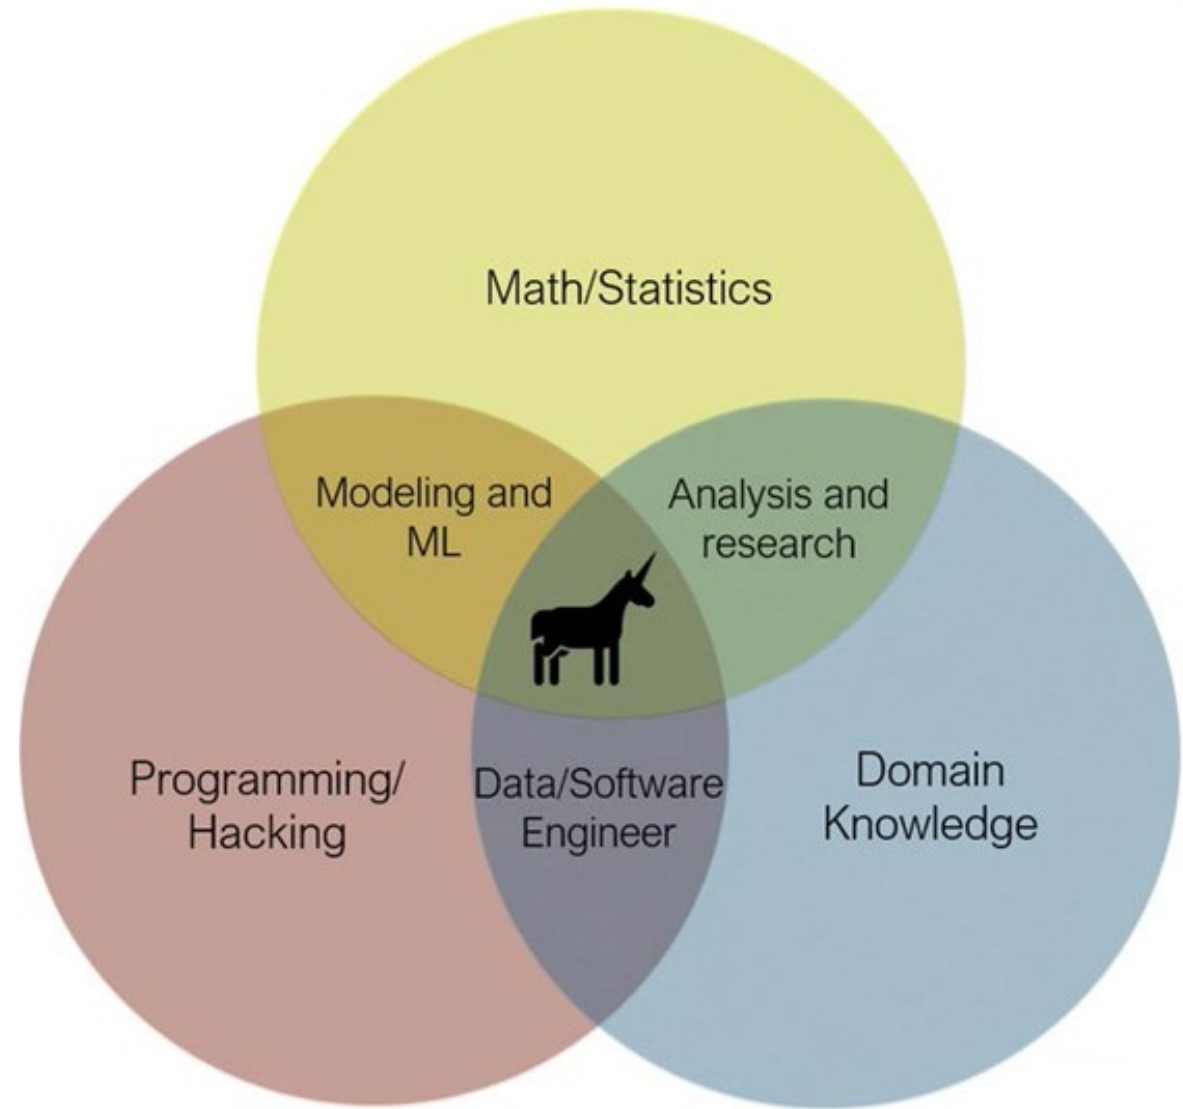 Math/Statistics
Modeling and
ML
Analysis and
research
Programming/
Hacking
Data/Software
Engineer
Domain
Knowledge